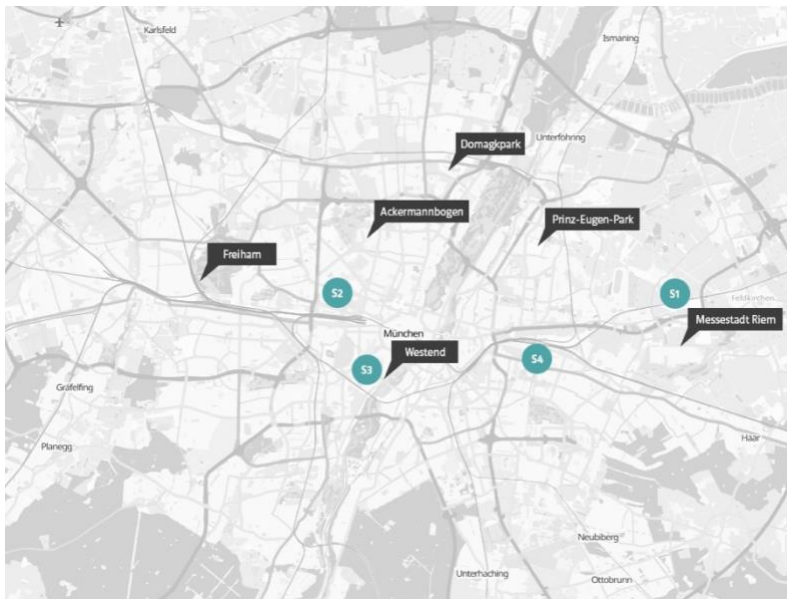 Karlsfeld
Ismaning
Unterföhring
Domagkpark
Ackermannbogen
Prinz-Eugen-Park
Freiham
S2
S1
Feldkirchen
Messestadt Riem
München
Westend
S3
S4
Gräfelfing
Haar
Planegg
Neubiberg
Unterhaching
Ottobrunn